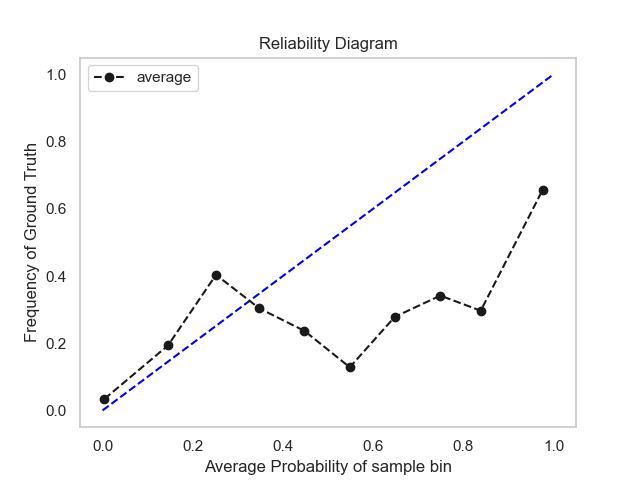 Reliability Diagram
average
1.0
0.8
0.6
0.4
0.2
0.0
Frequency of Ground Truth
0.0 0.2 0.4 0.6 0.8 1.0
Average Probability of sample bin